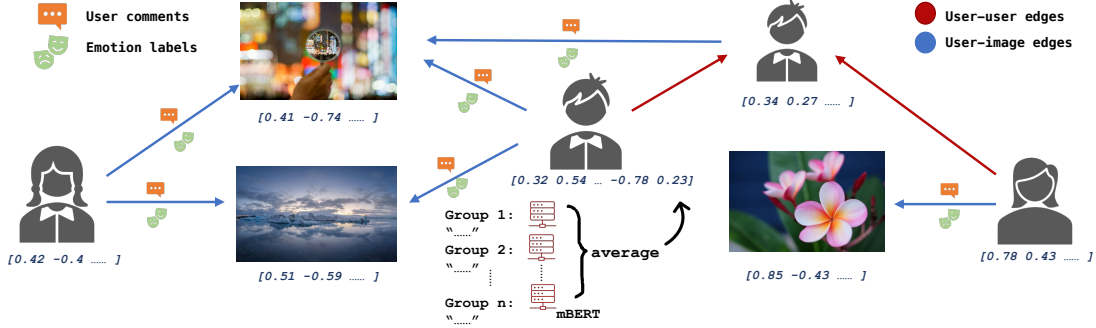 User comments
Emotion labels
User-user edges
User-image edges
[0.41 -0.74 …… ]
[0.34 0.27 …… ]
[0.32 0.54 … -0.78 0.23]
[0.42 -0.4 …… ]
[0.51 -0.59 …… ]
[0.85 -0.43 …… ]
[0.78 0.43 …… ]
Group 1:
“……”
Group 2:
“……”
average
Group n:
“……”
mBERT